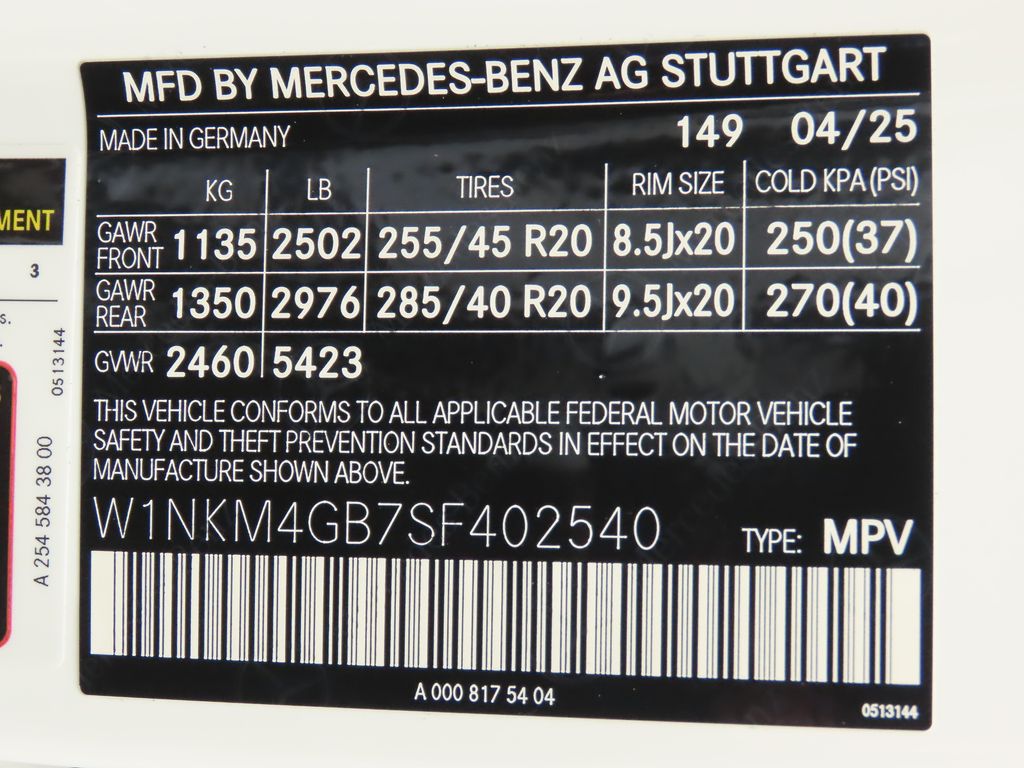 MFD BY MERCEDES-BENZ AG STUTTGART
MADE IN GERMANY 149 04/25
KG LB TIRES RIM SIZE COLD KPA (PSI)
GAWR FRONT 1135 2502 255/45 R20 8.5Jx20 250(37)
GAWR REAR 1350 2976 285/40 R20 9.5Jx20 270(40)
GVWR 2460 5423
THIS VEHICLE CONFORMS TO ALL APPLICABLE FEDERAL MOTOR VEHICLE
SAFETY AND THEFT PREVENTION STANDARDS IN EFFECT ON THE DATE OF
MANUFACTURE SHOWN ABOVE.
W1NKM4GB7SF402540 TYPE: MPV
A 000 817 54 04
0513144
MENT
3
s.
0513144
A 254 584 38 00